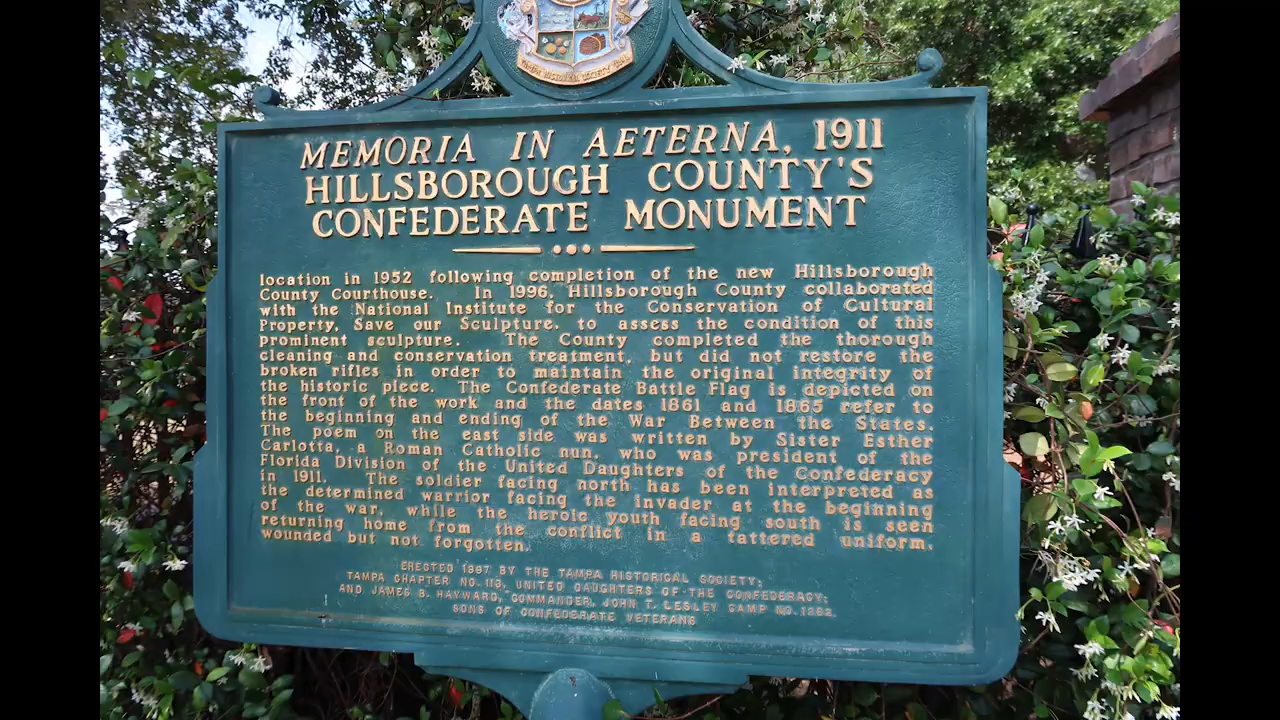 TAMPA HISTORICAL SOCIETY
MEMORIA IN AETERNA, 1911
HILLSBOROUGH COUNTY'S
CONFEDERATE MONUMENT
location in 1952 following completion of the new Hillsborough
County Courthouse. In 1996, Hillsborough County collaborated
with the National Institute for the Conservation of Cultural
Property, Save our Sculpture, to assess the condition of this
prominent sculpture. The County completed the thorough
cleaning and conservation treatment, but did not restore the
broken rifles in order to maintain the original integrity of
the historic piece. The Confederate Battle Flag is depicted on
the front of the work and the dates 1861 and 1865 refer to
the beginning and ending of the War Between the States.
The poem on the east side was written by Sister Esther
Carlotta, a Roman Catholic nun, who was president of the
Florida Division of the United Daughters of the Confederacy
in 1911. The soldier facing north has been interpreted as
the determined warrior facing the invader at the beginning
of the war, while the heroic youth facing south is seen
returning home from the conflict in a tattered uniform,
wounded but not forgotten.
ERECTED 1997 BY THE TAMPA HISTORICAL SOCIETY;
TAMPA CHAPTER NO. 113, UNITED DAUGHTERS OF THE CONFEDERACY;
AND JAMES B. HAYWARD, COMMANDER, JOHN T. LESLEY CAMP NO. 1282,
SONS OF CONFEDERATE VETERANS